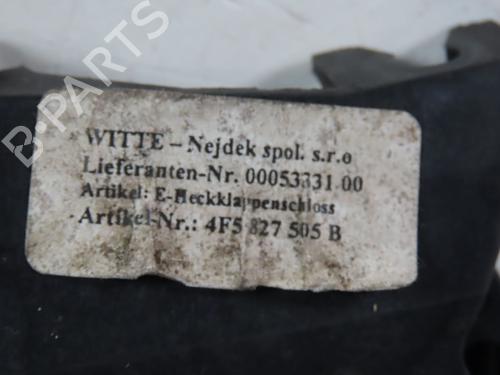 WITTE – Nejdek spol. s.r.o
Lieferanten-Nr. 00053331.00
Artikel: E-Heckklappenschloss
Artikel-Nr.: 4F5 827 505 B
B-PARTS